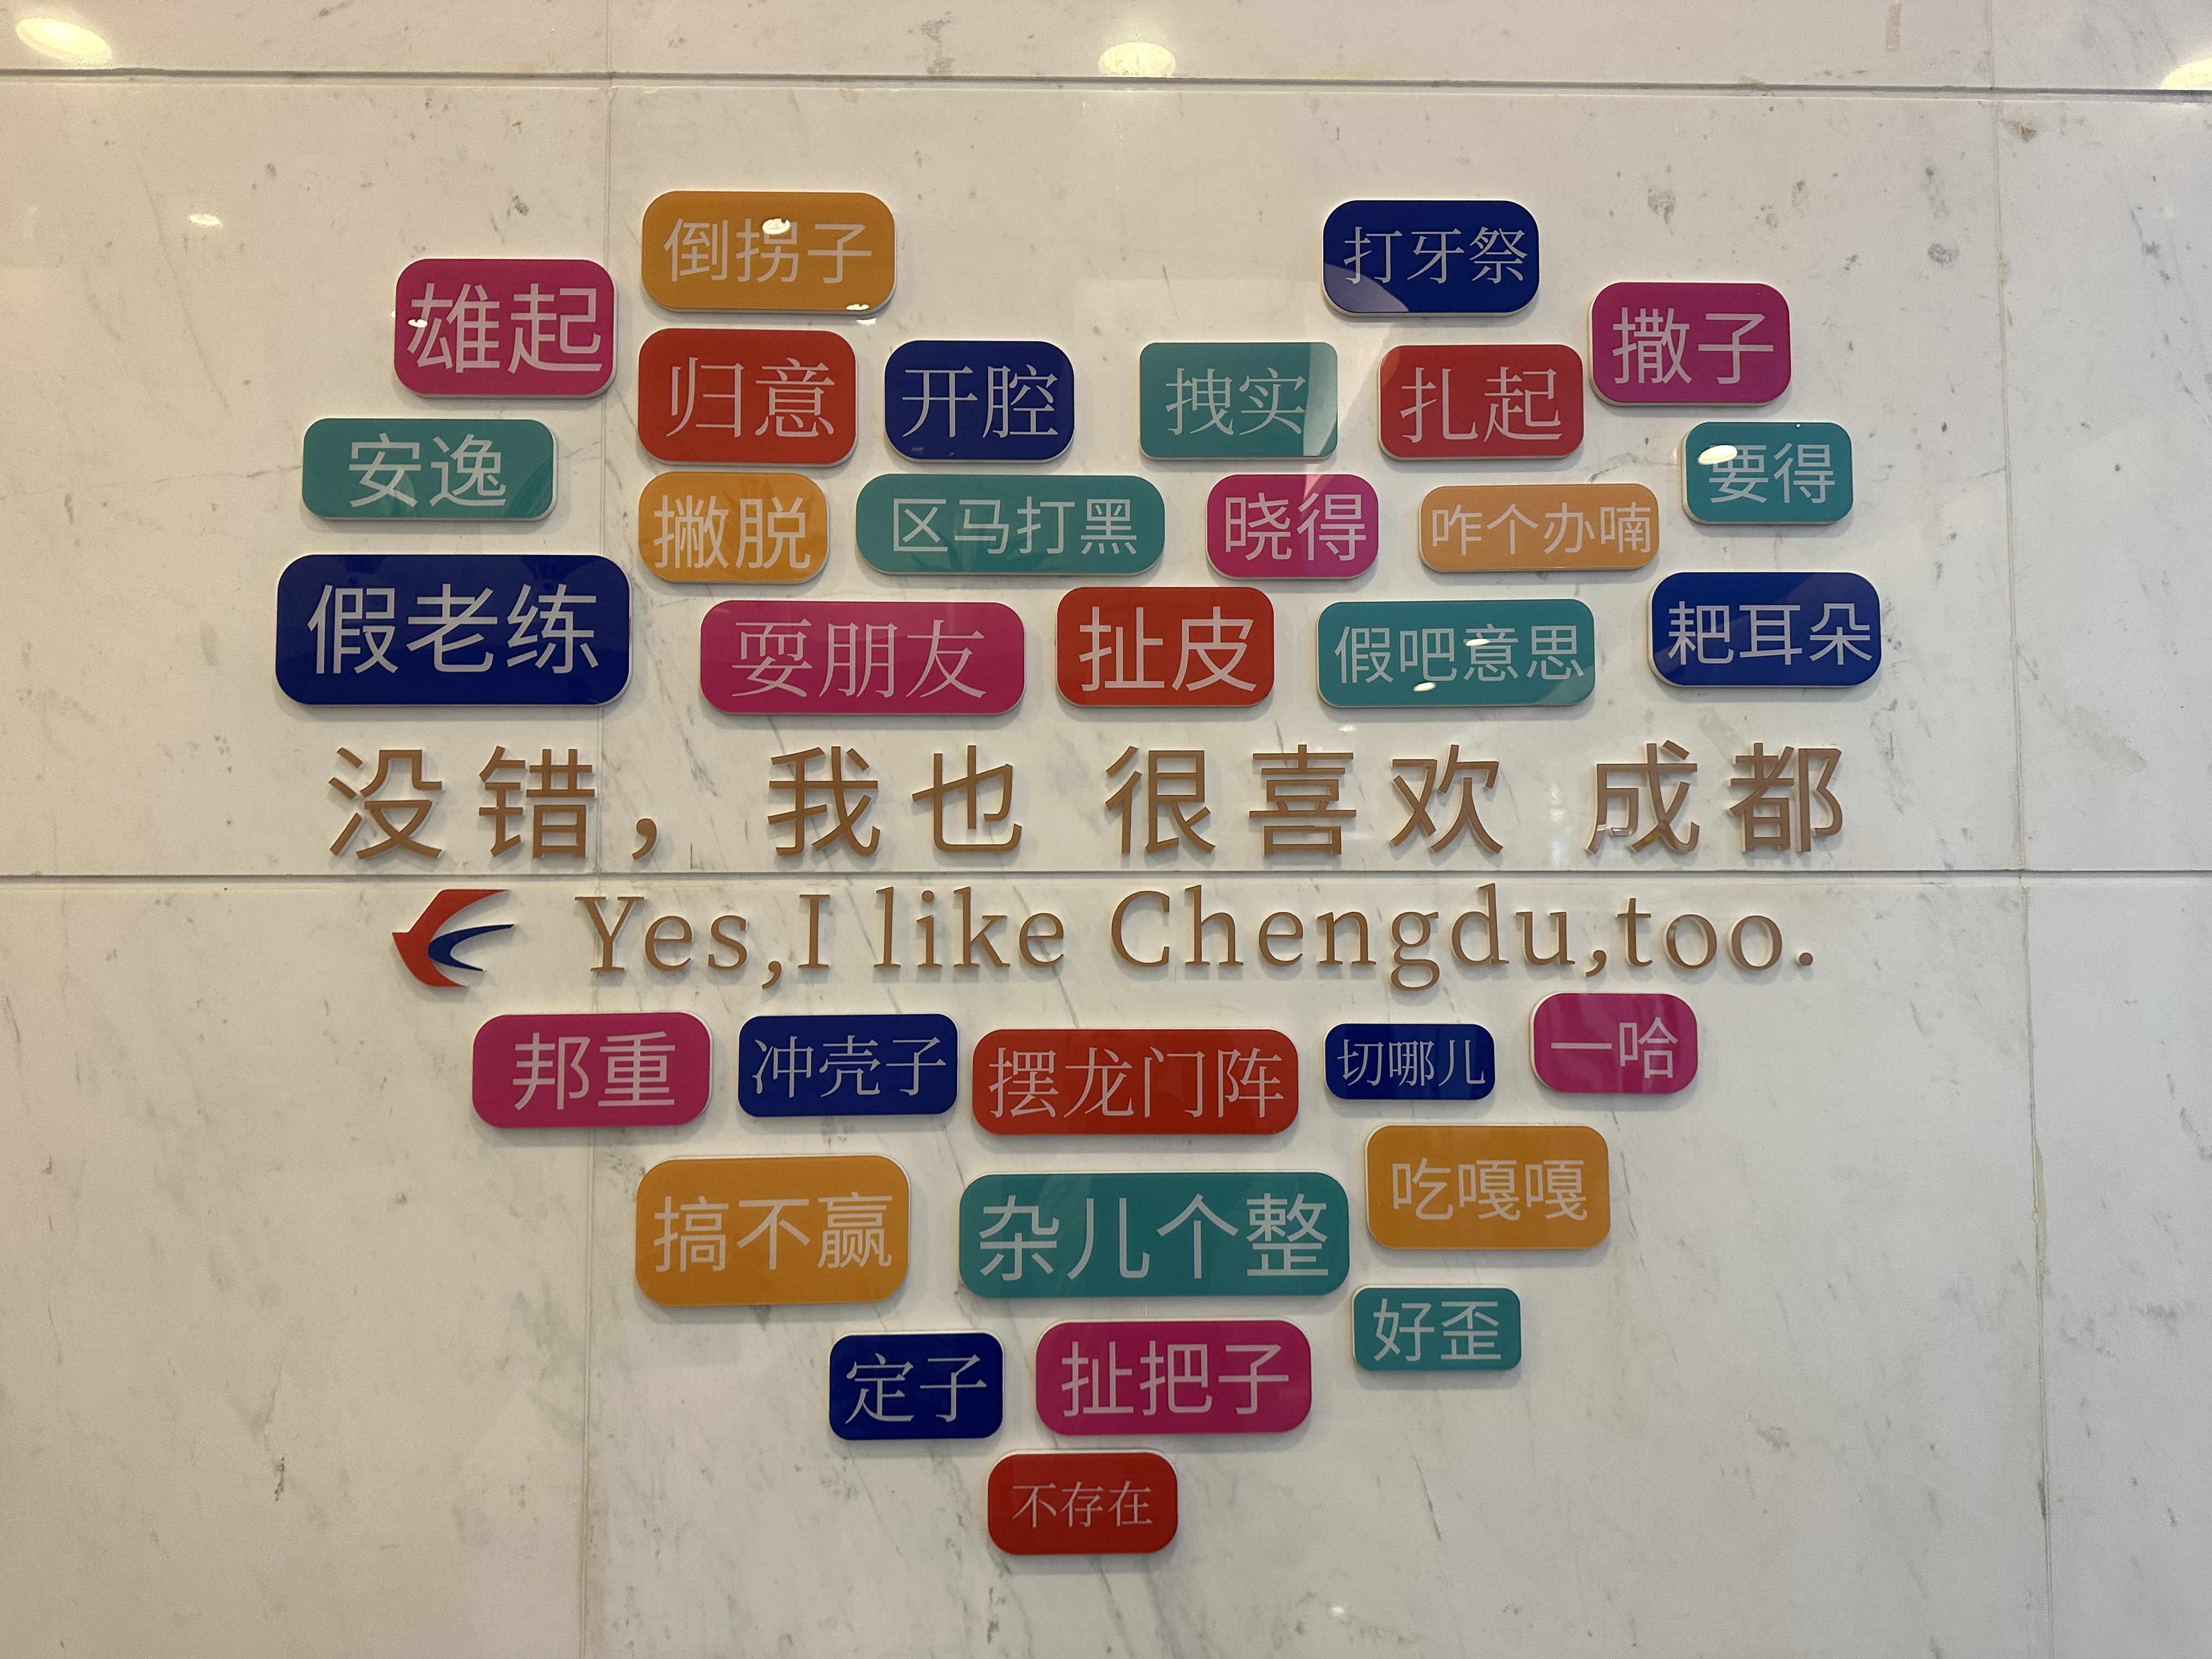 倒拐子
打牙祭
雄起
撒子
归意
开腔
拽实
扎起
安逸
要得
撇脱
区马打黑
晓得
咋个办喃
假老练
耍朋友
扯皮
假吧意思
耙耳朵
没错，我也 很喜欢 成都
Yes,I like Chengdu,too.
邦重
冲壳子
摆龙门阵
切哪儿
一哈
搞不赢
杂儿个整
吃嘎嘎
好歪
定子
扯把子
不存在